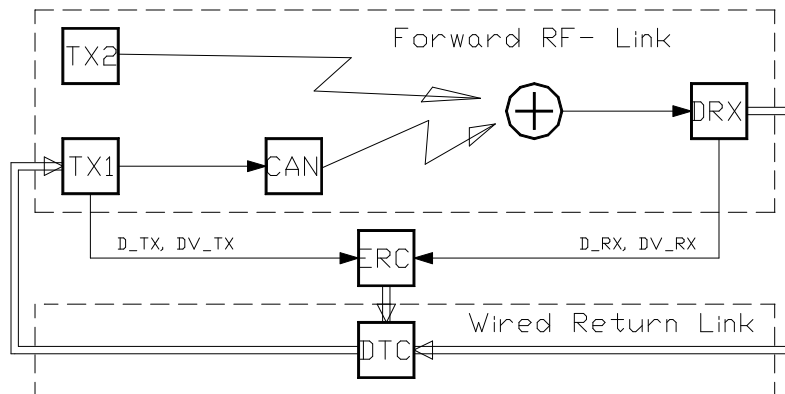 Forward RF- Link
TX2
DRX
TX1
CAN
D_TX, DV_TX
D_RX, DV_RX
ERC
Wired Return Link
DTC